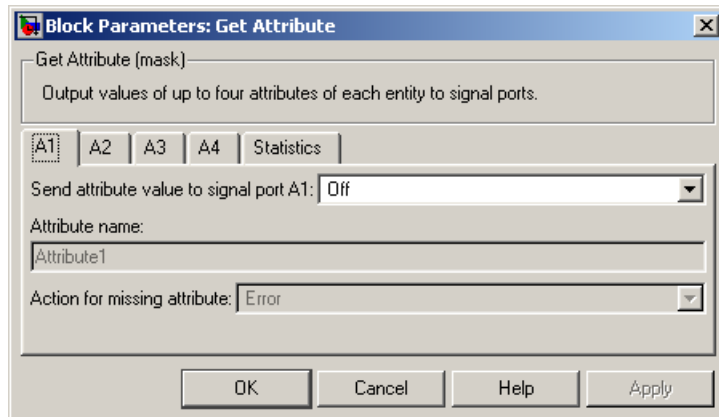 Block Parameters: Get Attribute
Get Attribute (mask)
Output values of up to four attributes of each entity to signal ports.
A1 A2 A3 A4 Statistics
Send attribute value to signal port A1: Off
Attribute name:
Attribute1
Action for missing attribute: Error
OK Cancel Help Apply